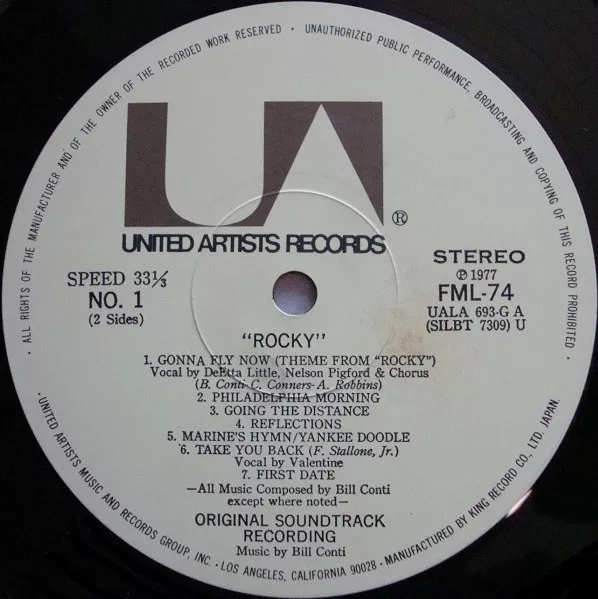 · ALL RIGHTS OF THE MANUFACTURER AND OF THE OWNER OF THE RECORDED WORK RESERVED · UNAUTHORIZED PUBLIC PERFORMANCE, BROADCASTING AND COPYING OF THIS RECORD PROHIBITED ·
UA®
UNITED ARTISTS RECORDS
SPEED 33⅓
NO. 1
(2 Sides)
STEREO
℗ 1977
FML-74
UALA 693-G A
(SILBT 7309) U
"ROCKY"
1. GONNA FLY NOW (THEME FROM "ROCKY")
Vocal by DeEtta Little, Nelson Pigford & Chorus
(B. Conti-C. Conners-A. Robbins)
2. PHILADELPHIA MORNING
3. GOING THE DISTANCE
4. REFLECTIONS
5. MARINE'S HYMN/YANKEE DOODLE
6. TAKE YOU BACK (F. Stallone, Jr.)
Vocal by Valentine
7. FIRST DATE
—All Music Composed by Bill Conti
except where noted—
ORIGINAL SOUNDTRACK
RECORDING
Music by Bill Conti
·UNITED ARTISTS MUSIC AND RECORDS GROUP, INC. · LOS ANGELES, CALIFORNIA 90028 · MANUFACTURED BY KING RECORD CO, LTD, JAPAN.